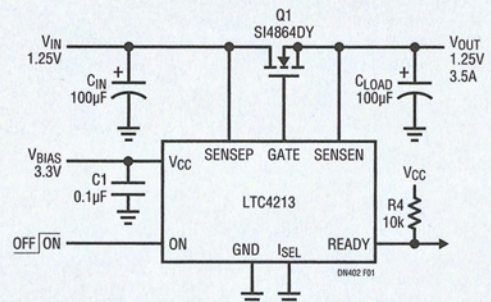 Q1
SI4864DY
VIN
1.25V
VOUT
1.25V
3.5A
CIN
100µF
CLOAD
100µF
VBIAS
3.3V
VCC
SENSEP
GATE
SENSEN
C1
0.1µF
LTC4213
VCC
R4
10k
OFF ON
ON
GND
ISEL
READY
DN402 F01